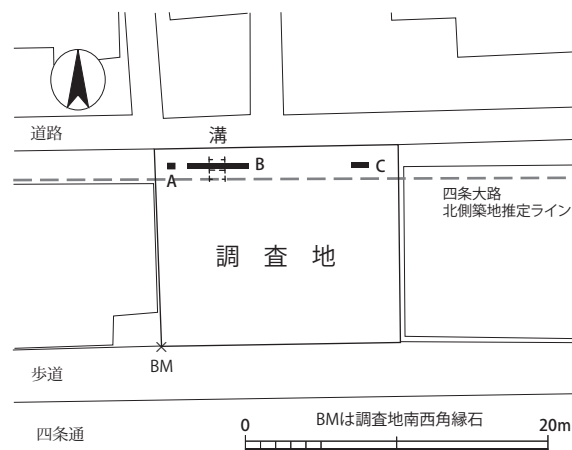 道路
溝
A
B
C
四条大路
北側築地推定ライン
調 査 地
BM
歩道
四条通
BMは調査地南西角縁石
0
20m